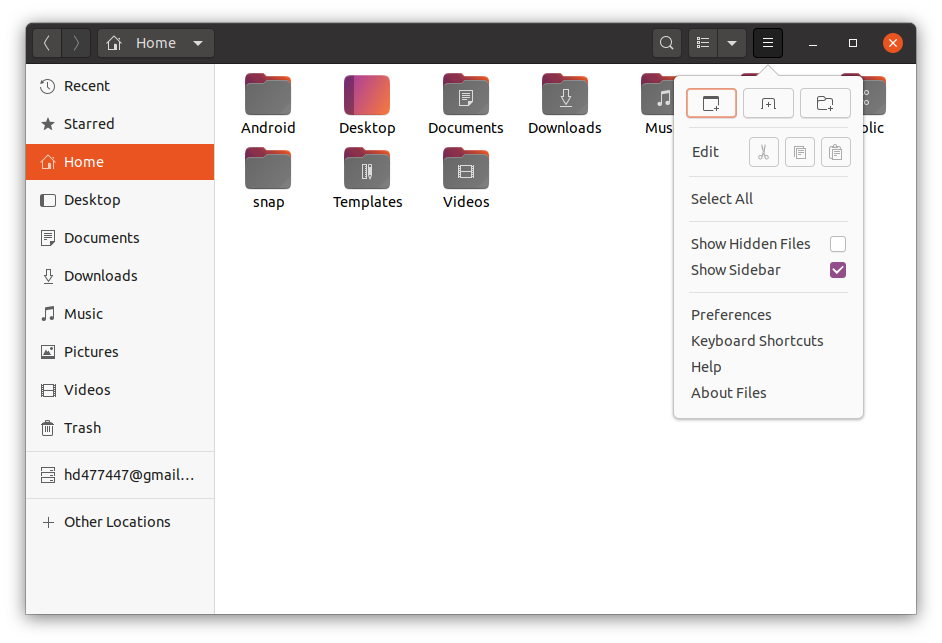 Home
Recent
Starred
Home
Desktop
Documents
Downloads
Music
Pictures
Videos
Trash
hd477447@gmail...
Other Locations
Android
Desktop
Documents
Downloads
Mus
blic
snap
Templates
Videos
Edit
Select All
Show Hidden Files
Show Sidebar
Preferences
Keyboard Shortcuts
Help
About Files